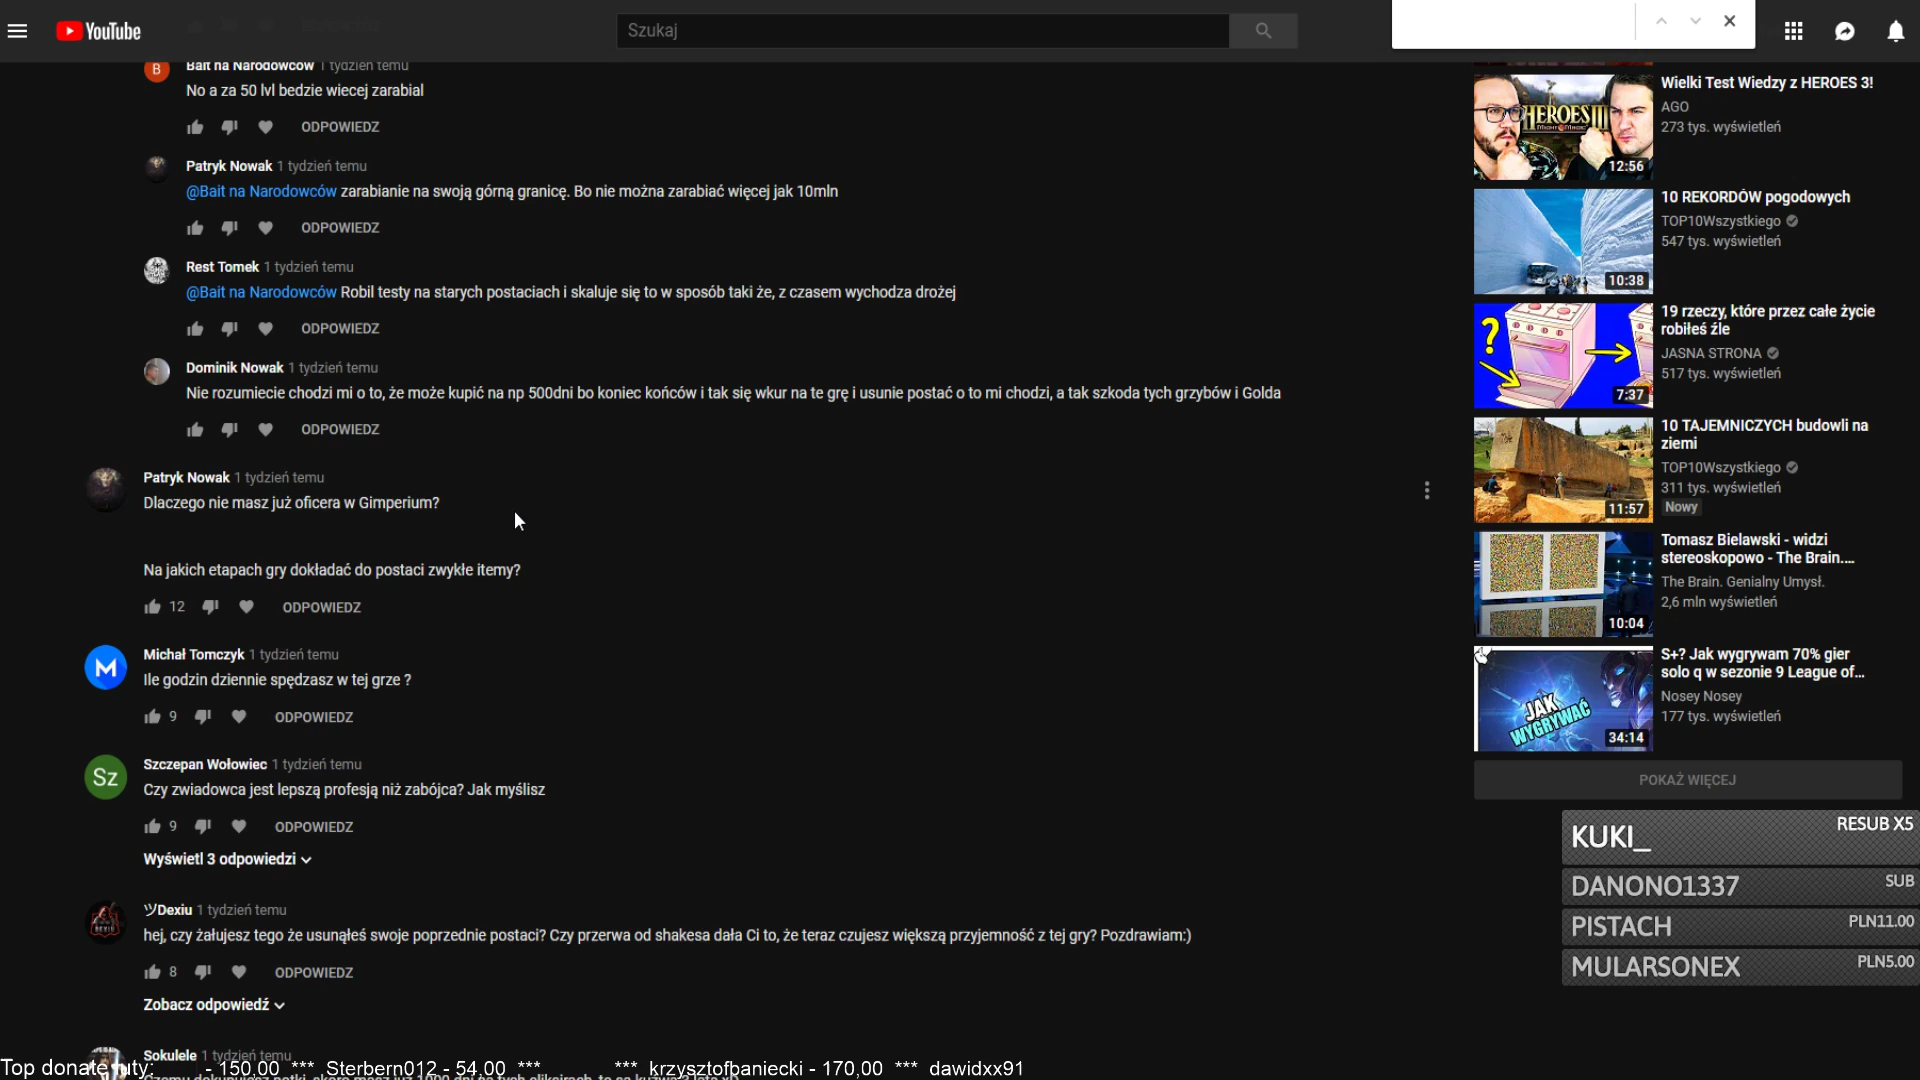 YouTube
Szukaj
Bait na Narodowców 1 tydzień temu
No a za 50 lvl bedzie wiecej zarabial
ODPOWIEDZ
Patryk Nowak 1 tydzień temu
@Bait na Narodowców zarabianie na swoją górną granicę. Bo nie można zarabiać więcej jak 10mln
ODPOWIEDZ
Rest Tomek 1 tydzień temu
@Bait na Narodowców Robil testy na starych postaciach i skaluje się to w sposób taki że, z czasem wychodza drożej
ODPOWIEDZ
Dominik Nowak 1 tydzień temu
Nie rozumiecie chodzi mi o to, że może kupić na np 500dni bo koniec końców i tak się wkur na te grę i usunie postać o to mi chodzi, a tak szkoda tych grzybów i Golda
ODPOWIEDZ
Patryk Nowak 1 tydzień temu
Dlaczego nie masz już oficera w Gimperium?
Na jakich etapach gry dokładać do postaci zwykłe itemy?
12 ODPOWIEDZ
M
Michał Tomczyk 1 tydzień temu
Ile godzin dziennie spędzasz w tej grze ?
9 ODPOWIEDZ
Sz
Szczepan Wołowiec 1 tydzień temu
Czy zwiadowca jest lepszą profesją niż zabójca? Jak myślisz
9 ODPOWIEDZ
Wyświetl 3 odpowiedzi
ツDexiu 1 tydzień temu
hej, czy żałujesz tego że usunąłeś swoje poprzednie postaci? Czy przerwa od shakesa dała Ci to, że teraz czujesz większą przyjemność z tej gry? Pozdrawiam:)
8 ODPOWIEDZ
Zobacz odpowiedź
Sokulele 1 tydzień temu
Top donate luty: - 150,00 *** Sterbern012 - 54,00 *** *** krzysztofbaniecki - 170,00 *** dawidxx91
B
HEROES III
12:56
Wielki Test Wiedzy z HEROES 3!
AGO
273 tys. wyświetleń
10:38
10 REKORDÓW pogodowych
TOP10Wszystkiego
547 tys. wyświetleń
?
7:37
19 rzeczy, które przez całe życie
robiłeś źle
JASNA STRONA
517 tys. wyświetleń
11:57
10 TAJEMNICZYCH budowli na
ziemi
TOP10Wszystkiego
311 tys. wyświetleń
Nowy
10:04
Tomasz Bielawski - widzi
stereoskopowo - The Brain....
The Brain. Genialny Umysł.
2,6 mln wyświetleń
JAK
WYGRYWAĆ
34:14
S+? Jak wygrywam 70% gier
solo q w sezonie 9 League of...
Nosey Nosey
177 tys. wyświetleń
POKAŻ WIĘCEJ
KUKI_ RESUB X5
DANONO1337 SUB
PISTACH PLN11.00
MULARSONEX PLN5.00